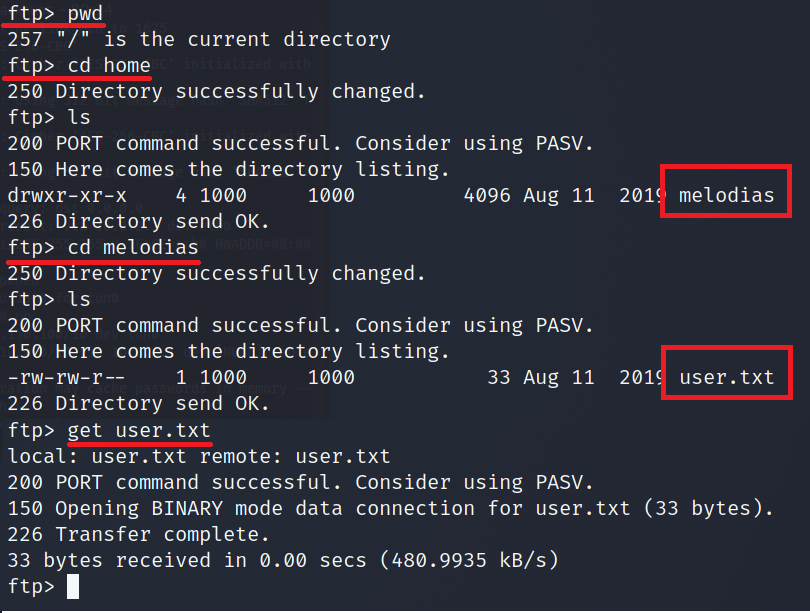 ftp> pwd
257 "/" is the current directory
ftp> cd home
250 Directory successfully changed.
ftp> ls
200 PORT command successful. Consider using PASV.
150 Here comes the directory listing.
drwxr-xr-x    4 1000     1000         4096 Aug 11  2019 melodias
226 Directory send OK.
ftp> cd melodias
250 Directory successfully changed.
ftp> ls
200 PORT command successful. Consider using PASV.
150 Here comes the directory listing.
-rw-rw-r--    1 1000     1000           33 Aug 11  2019 user.txt
226 Directory send OK.
ftp> get user.txt
local: user.txt remote: user.txt
200 PORT command successful. Consider using PASV.
150 Opening BINARY mode data connection for user.txt (33 bytes).
226 Transfer complete.
33 bytes received in 0.00 secs (480.9935 kB/s)
ftp>